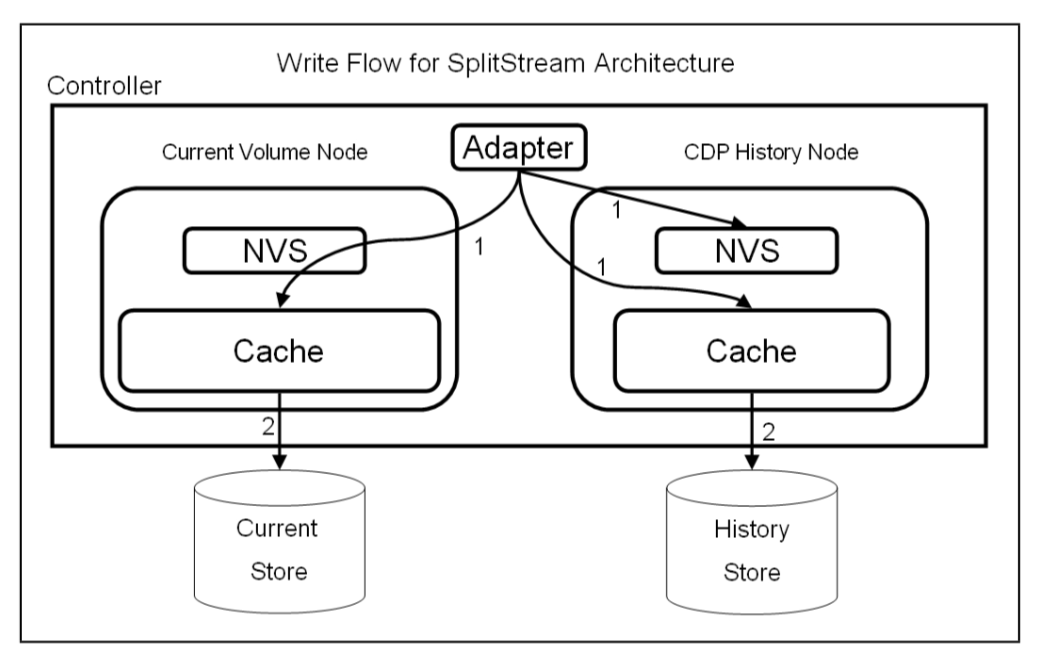 Write Flow for SplitStream Architecture
Controller
Current Volume Node
Adapter
CDP History Node
1
NVS
1
NVS
1
Cache
Cache
2
2
Current
Store
History
Store